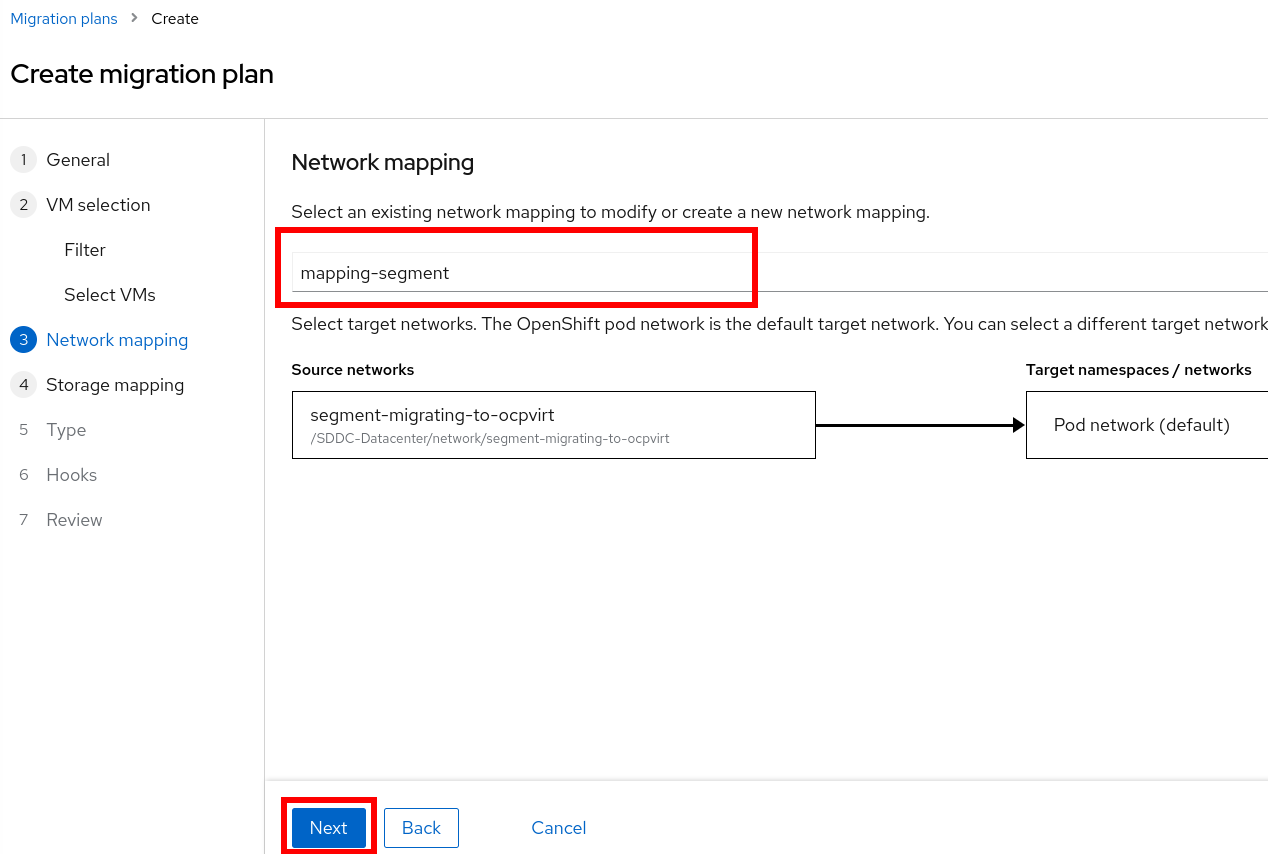 Migration plans > Create
Create migration plan
1 General
2 VM selection
Filter
Select VMs
3 Network mapping
4 Storage mapping
5 Type
6 Hooks
7 Review
Network mapping
Select an existing network mapping to modify or create a new network mapping.
mapping-segment
Select target networks. The OpenShift pod network is the default target network. You can select a different target network
Source networks
Target namespaces / networks
segment-migrating-to-ocpvirt
/SDDC-Datacenter/network/segment-migrating-to-ocpvirt
Pod network (default)
Next Back Cancel